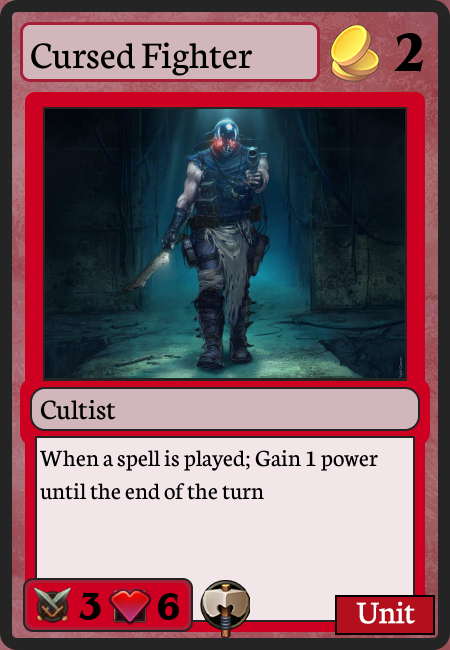 Cursed Fighter
2
Cultist
When a spell is played; Gain 1 power
until the end of the turn
3 6
Unit